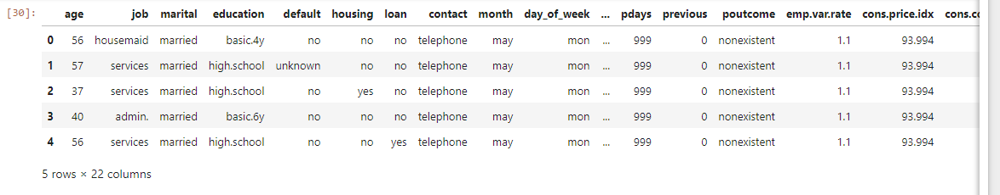 [30]: age job marital education default housing loan contact month day_of_week ... pdays previous poutcome emp.var.rate cons.price.idx cons.co
0 56 housemaid married basic.4y no no no telephone may mon ... 999 0 nonexistent 1.1 93.994
1 57 services married high.school unknown no no telephone may mon ... 999 0 nonexistent 1.1 93.994
2 37 services married high.school no yes no telephone may mon ... 999 0 nonexistent 1.1 93.994
3 40 admin. married basic.6y no no no telephone may mon ... 999 0 nonexistent 1.1 93.994
4 56 services married high.school no no yes telephone may mon ... 999 0 nonexistent 1.1 93.994
5 rows × 22 columns